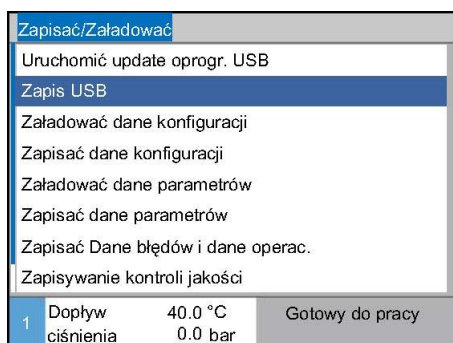 Zapisać/Załadować
Uruchomić update oprogr. USB
Zapis USB
Załadować dane konfiguracji
Zapisać dane konfiguracji
Załadować dane parametrów
Zapisać dane parametrów
Zapisać Dane błędów i dane operac.
Zapisywanie kontroli jakości
1 Dopływ 40.0 °C Gotowy do pracy
ciśnienia 0.0 bar